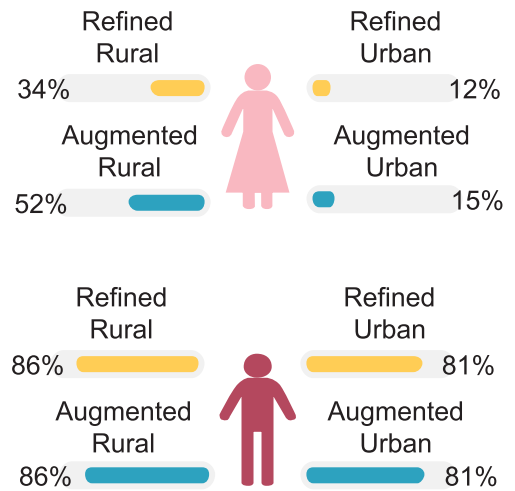 Refined
Rural
34%
Refined
Urban
12%
Augmented
Rural
52%
Augmented
Urban
15%
Refined
Rural
86%
Refined
Urban
81%
Augmented
Rural
86%
Augmented
Urban
81%